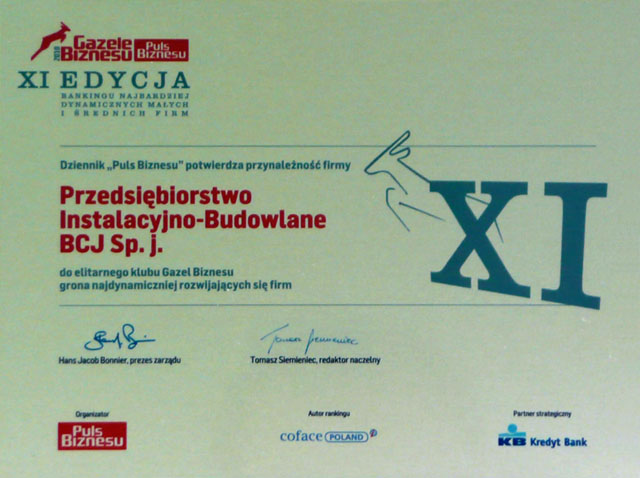 2010
Gazele
Biznesu
Puls
Biznesu
XI EDYCJA
RANKINGU NAJBARDZIEJ
DYNAMICZNYCH MAŁYCH
I ŚREDNICH FIRM
Dziennik „Puls Biznesu” potwierdza przynależność firmy
Przedsiębiorstwo
Instalacyjno-Budowlane
BCJ Sp. j.
do elitarnego klubu Gazel Biznesu
grona najdynamiczniej rozwijających się firm
XI
Tomasz Siemieniec
Hans Jacob Bonnier, prezes zarządu
Tomasz Siemieniec, redaktor naczelny
Organizator
Puls
Biznesu
Autor rankingu
coface POLAND
Partner strategiczny
KB Kredyt Bank